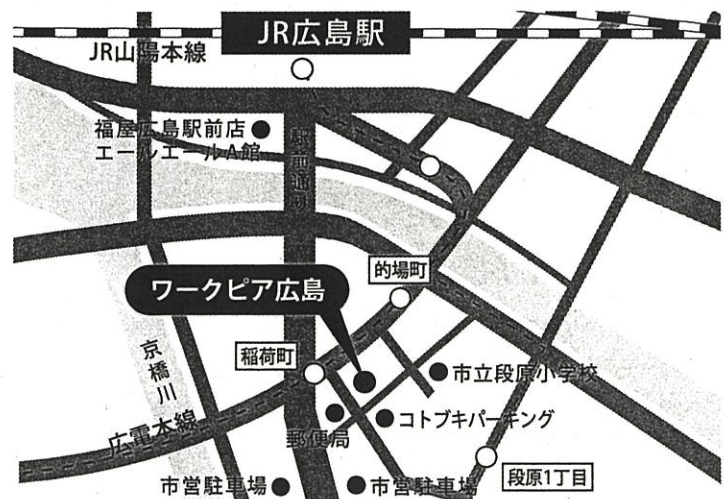 JR広島駅
JR山陽本線
福屋広島駅前店
エールエールA館
駅前通り
的場町
ワークピア広島
稲荷町
京橋川
市立段原小学校
広電本線
郵便局
コトブキパーキング
段原1丁目
市営駐車場
市営駐車場